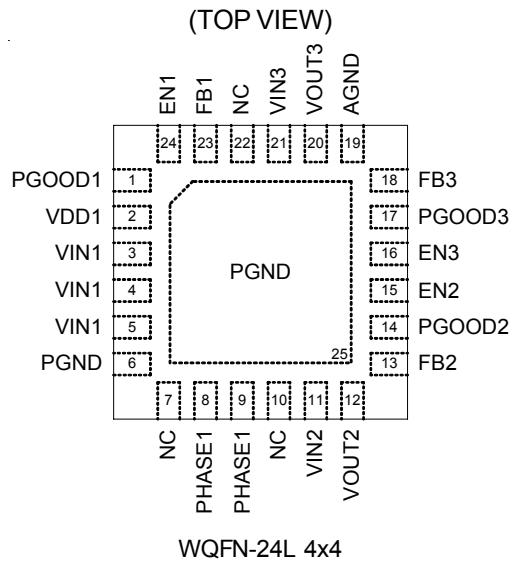 (TOP VIEW)
EN1
FB1
NC
VIN3
VOUT3
AGND
24
23
22
21
20
19
PGOOD1 1
18 FB3
VDD1 2
17 PGOOD3
VIN1 3
16 EN3
VIN1 4
PGND
15 EN2
VIN1 5
14 PGOOD2
PGND 6
25
13 FB2
7
8
9
10
11
12
NC
PHASE1
PHASE1
NC
VIN2
VOUT2
WQFN-24L 4x4